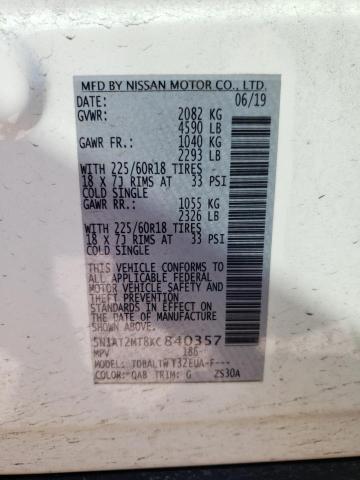 MFD BY NISSAN MOTOR CO., LTD.
DATE: 06/19
GVWR: 2082 KG
4590 LB
GAWR FR.: 1040 KG
2293 LB
WITH 225/60R18 TIRES
18 X 7J RIMS AT 33 PSI
COLD SINGLE
GAWR RR.: 1055 KG
2326 LB
WITH 225/60R18 TIRES
18 X 7J RIMS AT 33 PSI
COLD SINGLE
THIS VEHICLE CONFORMS TO
ALL APPLICABLE FEDERAL
MOTOR VEHICLE SAFETY,
BUMPER, AND THEFT
PREVENTION STANDARDS IN
EFFECT ON THE DATE OF
MANUFACTURE SHOWN ABOVE.
5N1AT2MT8KC840357
MPV 186
COLOR: QAB TRIM: G ZS30A